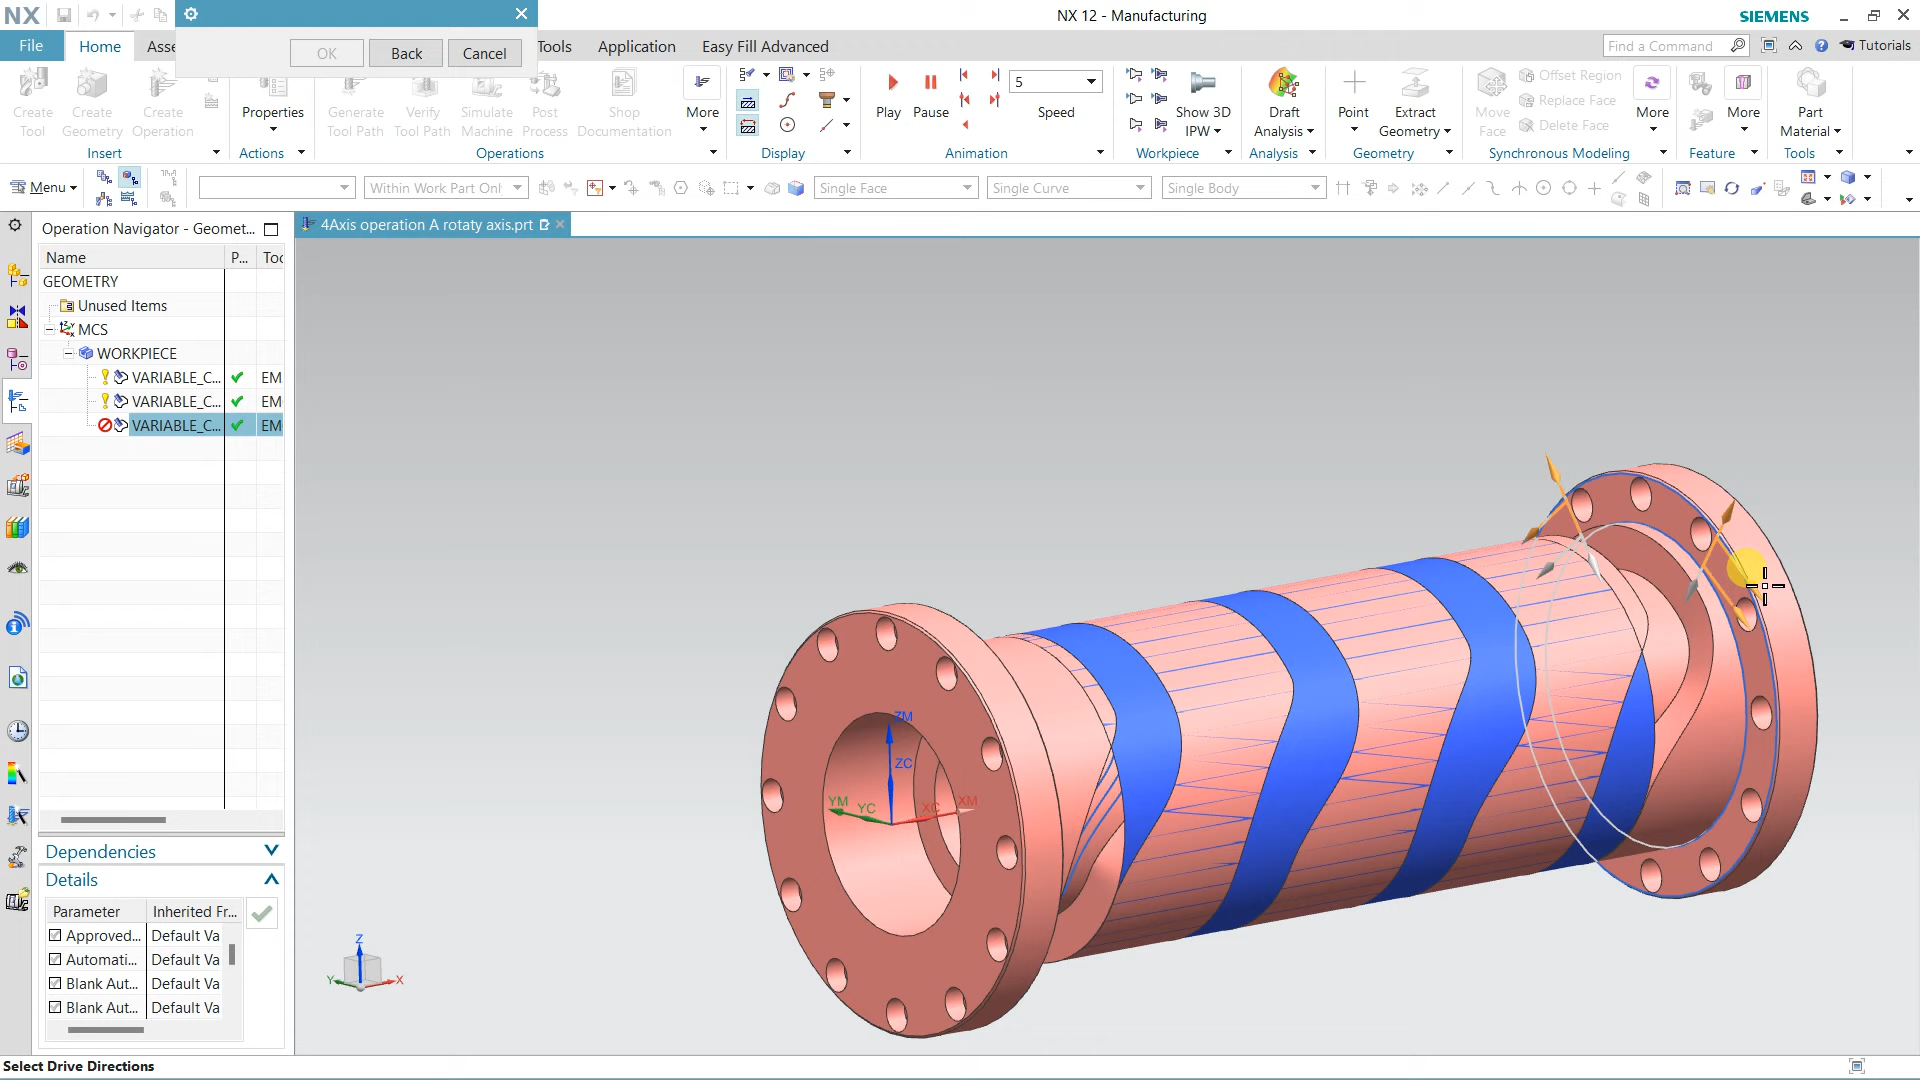 NX
NX 12 - Manufacturing
SIEMENS
File
Home
Asse
OK
Back
Cancel
Tools
Application
Easy Fill Advanced
Find a Command
Tutorials
Create Tool
Create Geometry
Create Operation
Properties
Generate Tool Path
Verify Tool Path
Simulate Machine
Post Process
Shop Documentation
More
Play
Pause
5
Speed
Show 3D IPW
Draft Analysis
Point
Extract Geometry
Move Face
Offset Region
Replace Face
Delete Face
More
More
Part Material
Insert
Actions
Operations
Display
Animation
Workpiece
Analysis
Geometry
Synchronous Modeling
Feature
Tools
Menu
Within Work Part Onl
Single Face
Single Curve
Single Body
Operation Navigator - Geomet...
4Axis operation A rotaty axis.prt
Name
P...
Too
GEOMETRY
Unused Items
MCS
WORKPIECE
VARIABLE_C...
EM
VARIABLE_C...
EM
VARIABLE_C...
EM
ZM
ZC
YM
YC
XC
XM
Dependencies
Details
Parameter
Inherited Fr...
Approved...
Default Va
Automati...
Default Va
Blank Aut...
Default Va
Blank Aut...
Default Va
Z
Y
X
Select Drive Directions